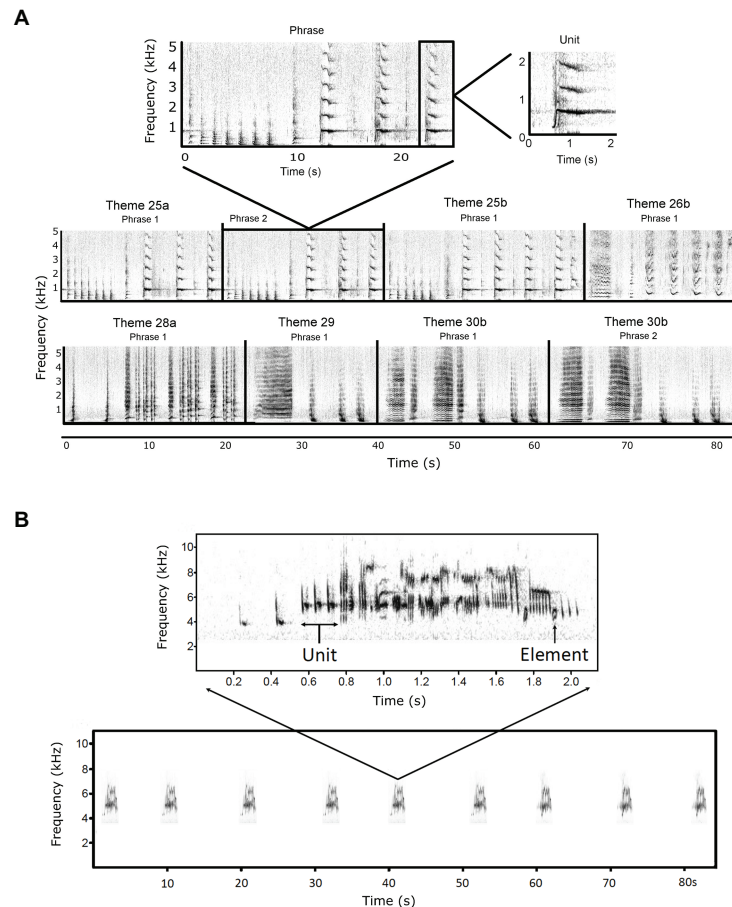 A
Phrase
Unit
Frequency (kHz)
5
4
3
2
1
0
10
20
Time (s)
2
1
0
0
1
2
Time (s)
Theme 25a
Theme 25b
Theme 26b
Phrase 1
Phrase 2
Phrase 1
Phrase 1
5
4
3
2
1
Frequency (kHz)
Theme 28a
Theme 29
Theme 30b
Theme 30b
Phrase 1
Phrase 1
Phrase 1
Phrase 2
5
4
3
2
1
0
10
20
30
40
50
60
70
80
Time (s)
B
Frequency (kHz)
10
8
6
4
2
Unit
Element
0.2
0.4
0.6
0.8
1.0
1.2
1.4
1.6
1.8
2.0
Time (s)
Frequency (kHz)
10
8
6
4
2
10
20
30
40
50
60
70
80s
Time (s)